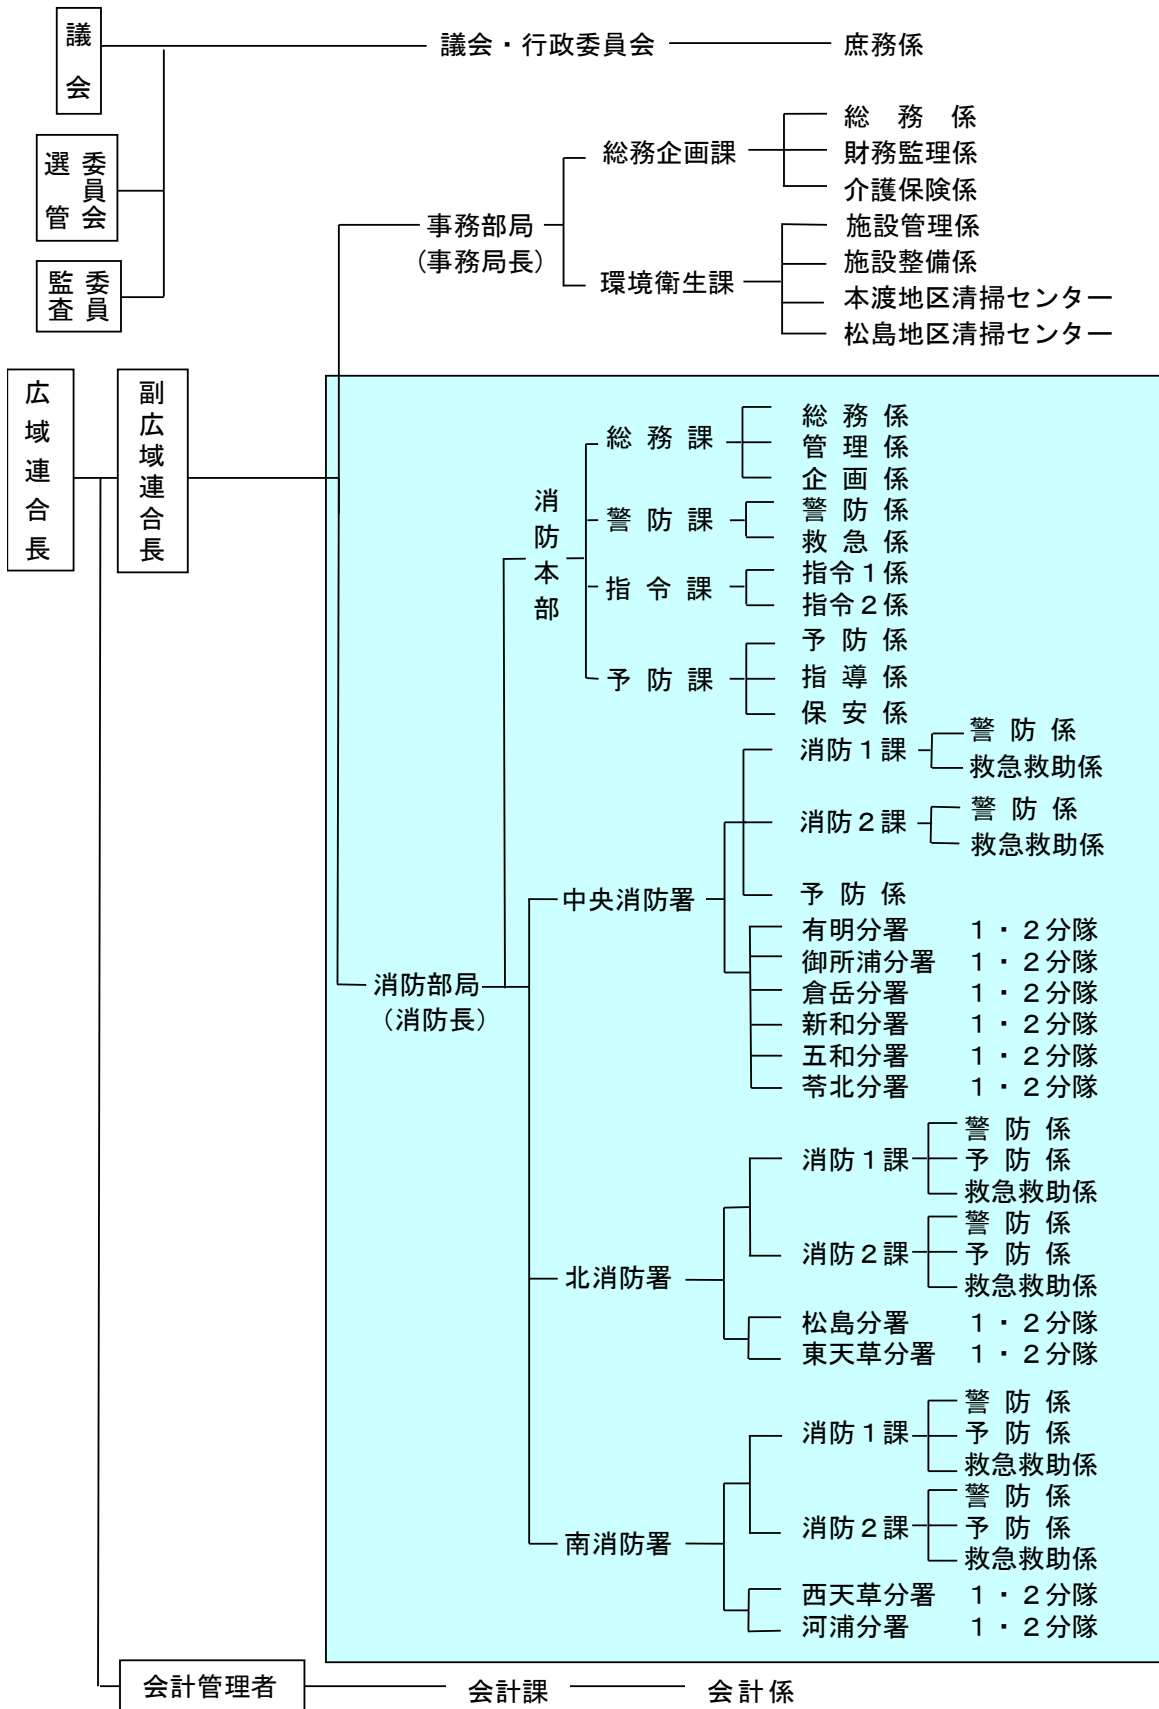 議会
議会・行政委員会
庶務係
選管委員会
監査委員
総務企画課
総務係
財務監理係
介護保険係
事務部局
（事務局長）
環境衛生課
施設管理係
施設整備係
本渡地区清掃センター
松島地区清掃センター
広域連合長
副広域連合長
消防本部
総務課
総務係
管理係
企画係
警防課
警防係
救急係
指令課
指令１係
指令２係
予防課
予防係
指導係
保安係
消防部局
（消防長）
中央消防署
消防１課
警防係
救急救助係
消防２課
警防係
救急救助係
予防係
有明分署 １・２分隊
御所浦分署 １・２分隊
倉岳分署 １・２分隊
新和分署 １・２分隊
五和分署 １・２分隊
苓北分署 １・２分隊
北消防署
消防１課
警防係
予防係
救急救助係
消防２課
警防係
予防係
救急救助係
松島分署 １・２分隊
東天草分署 １・２分隊
南消防署
消防１課
警防係
予防係
救急救助係
消防２課
警防係
予防係
救急救助係
西天草分署 １・２分隊
河浦分署 １・２分隊
会計管理者
会計課
会計係